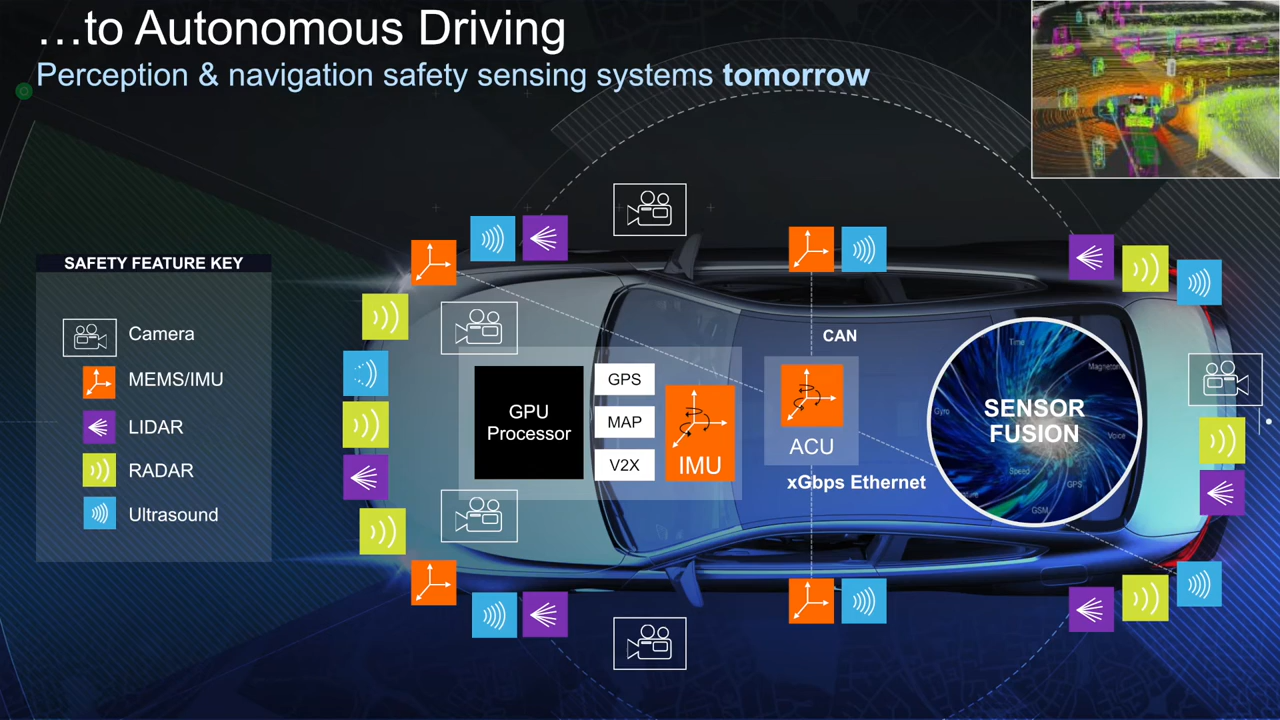 …to Autonomous Driving
Perception & navigation safety sensing systems tomorrow
SAFETY FEATURE KEY
Camera
MEMS/IMU
LIDAR
RADAR
Ultrasound
GPU
Processor
GPS
MAP
V2X
IMU
CAN
ACU
xGbps Ethernet
Time
Gyro
SENSOR
FUSION
Voice
Speed
GPS
GSM